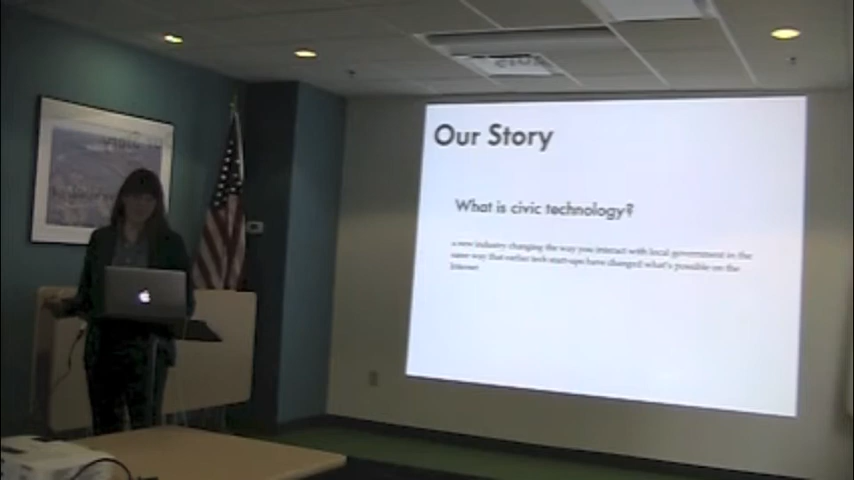 Our Story
What is civic technology?
a new industry changing the way you interact with local government in the
same way that earlier tech start-ups have changed what's possible on the
Internet